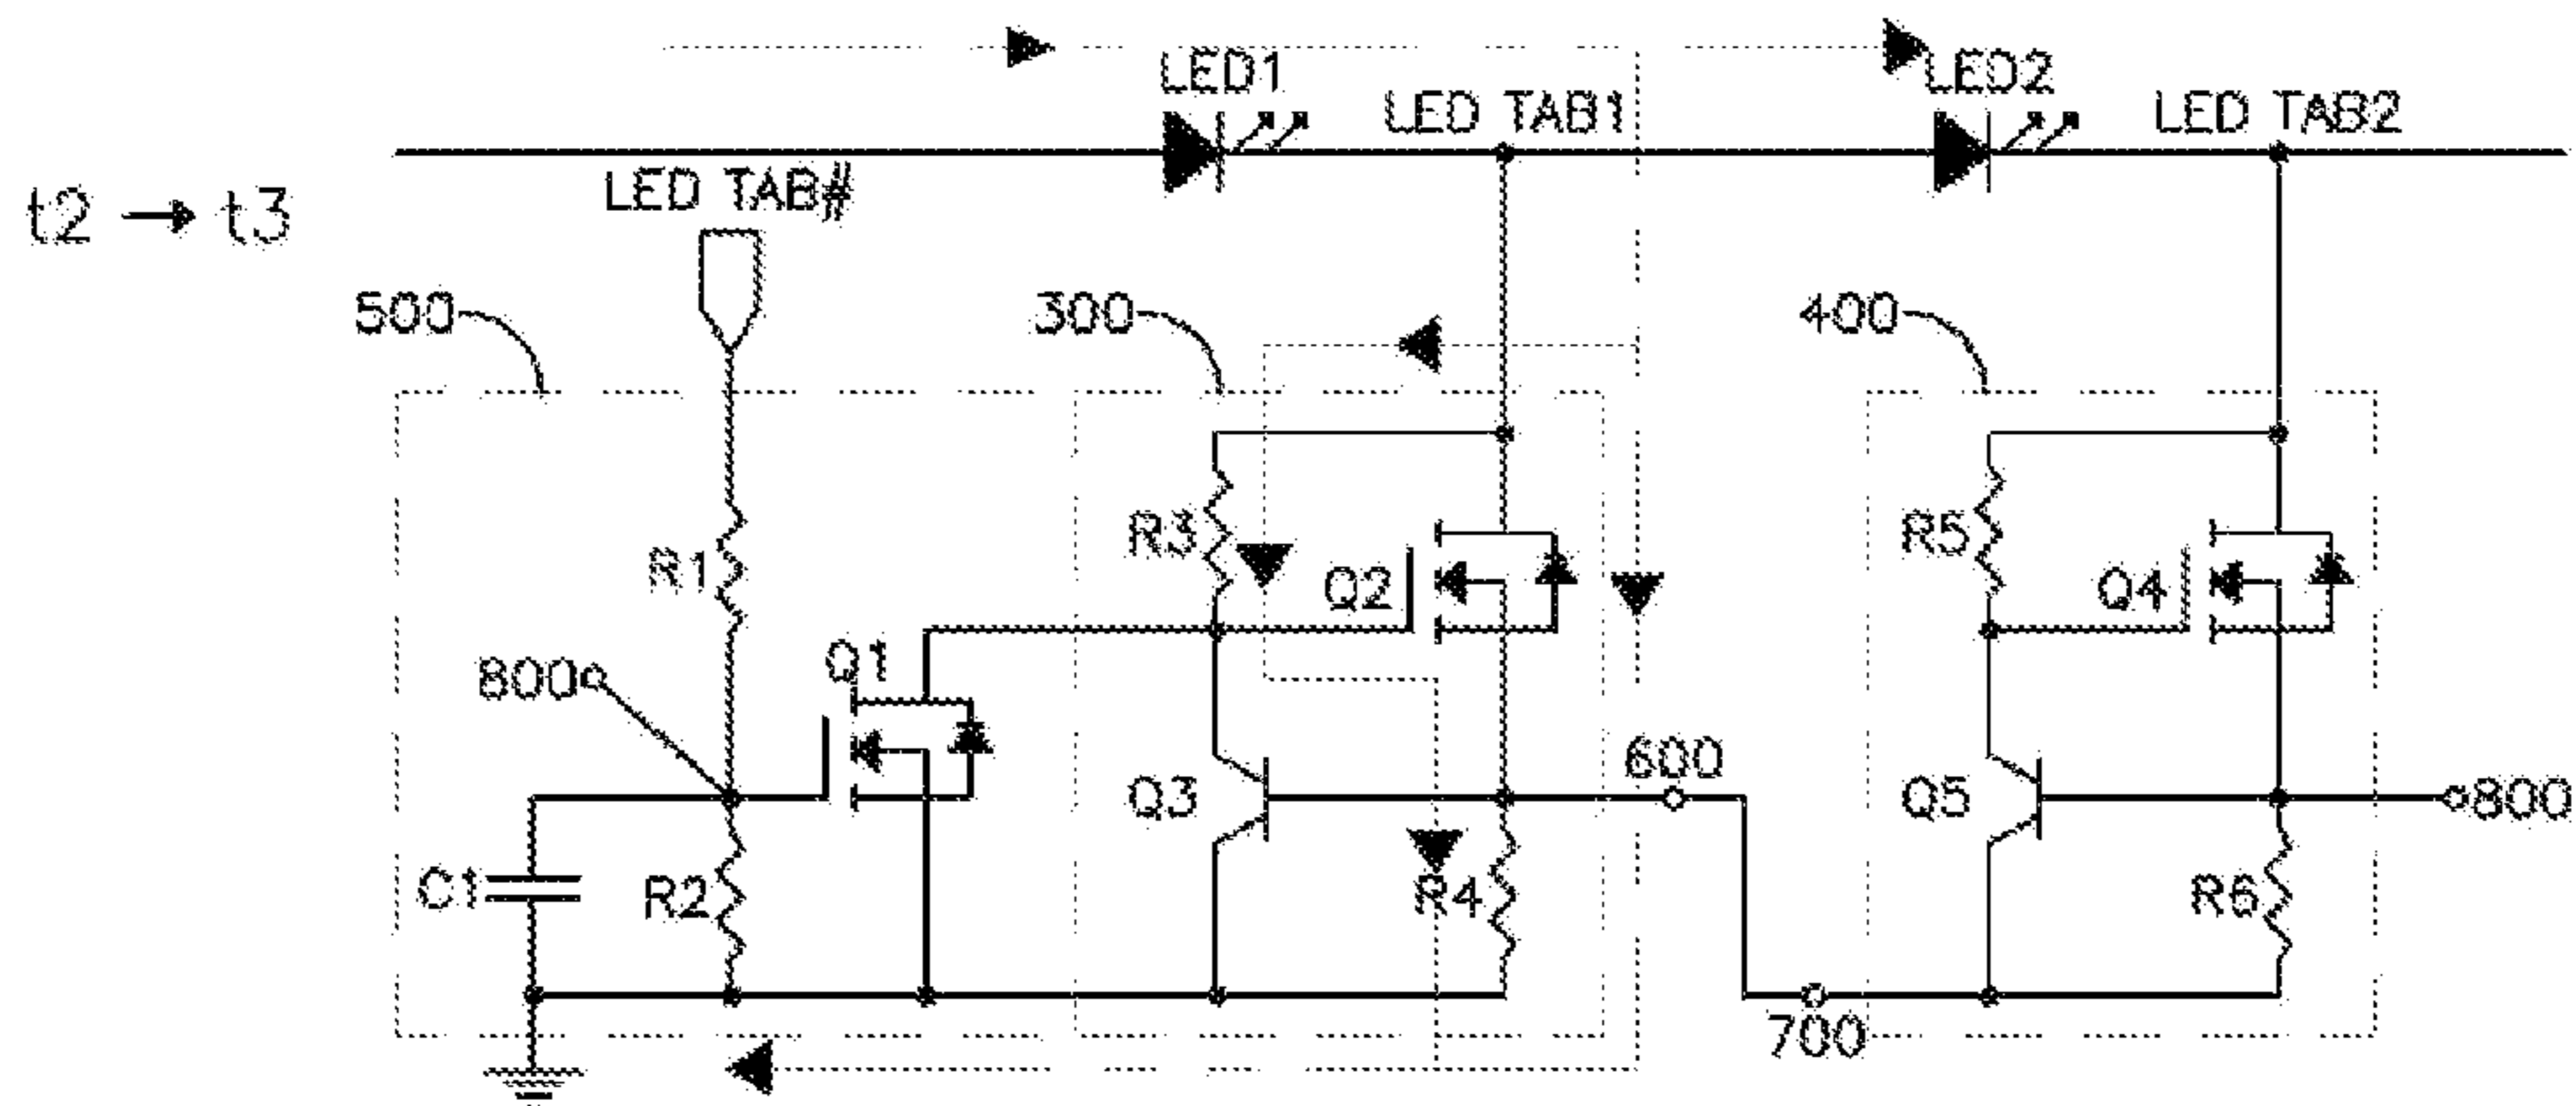 LED1
LED2
LED TAB1
LED TAB2
t2 → t3
LED TAB#
500
300
400
R1
R3
Q2
R5
Q4
800
Q1
600
Q3
Q5
800
C1
R2
R4
R6
700